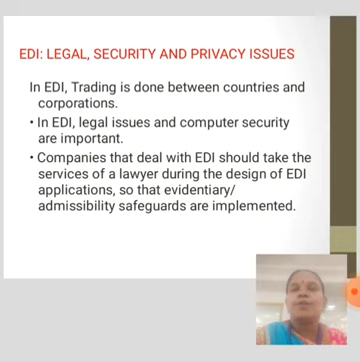 EDI: LEGAL, SECURITY AND PRIVACY ISSUES
In EDI, Trading is done between countries and
corporations.
• In EDI, legal issues and computer security
are important.
• Companies that deal with EDI should take the
services of a lawyer during the design of EDI
applications, so that evidentiary/
admissibility safeguards are implemented.